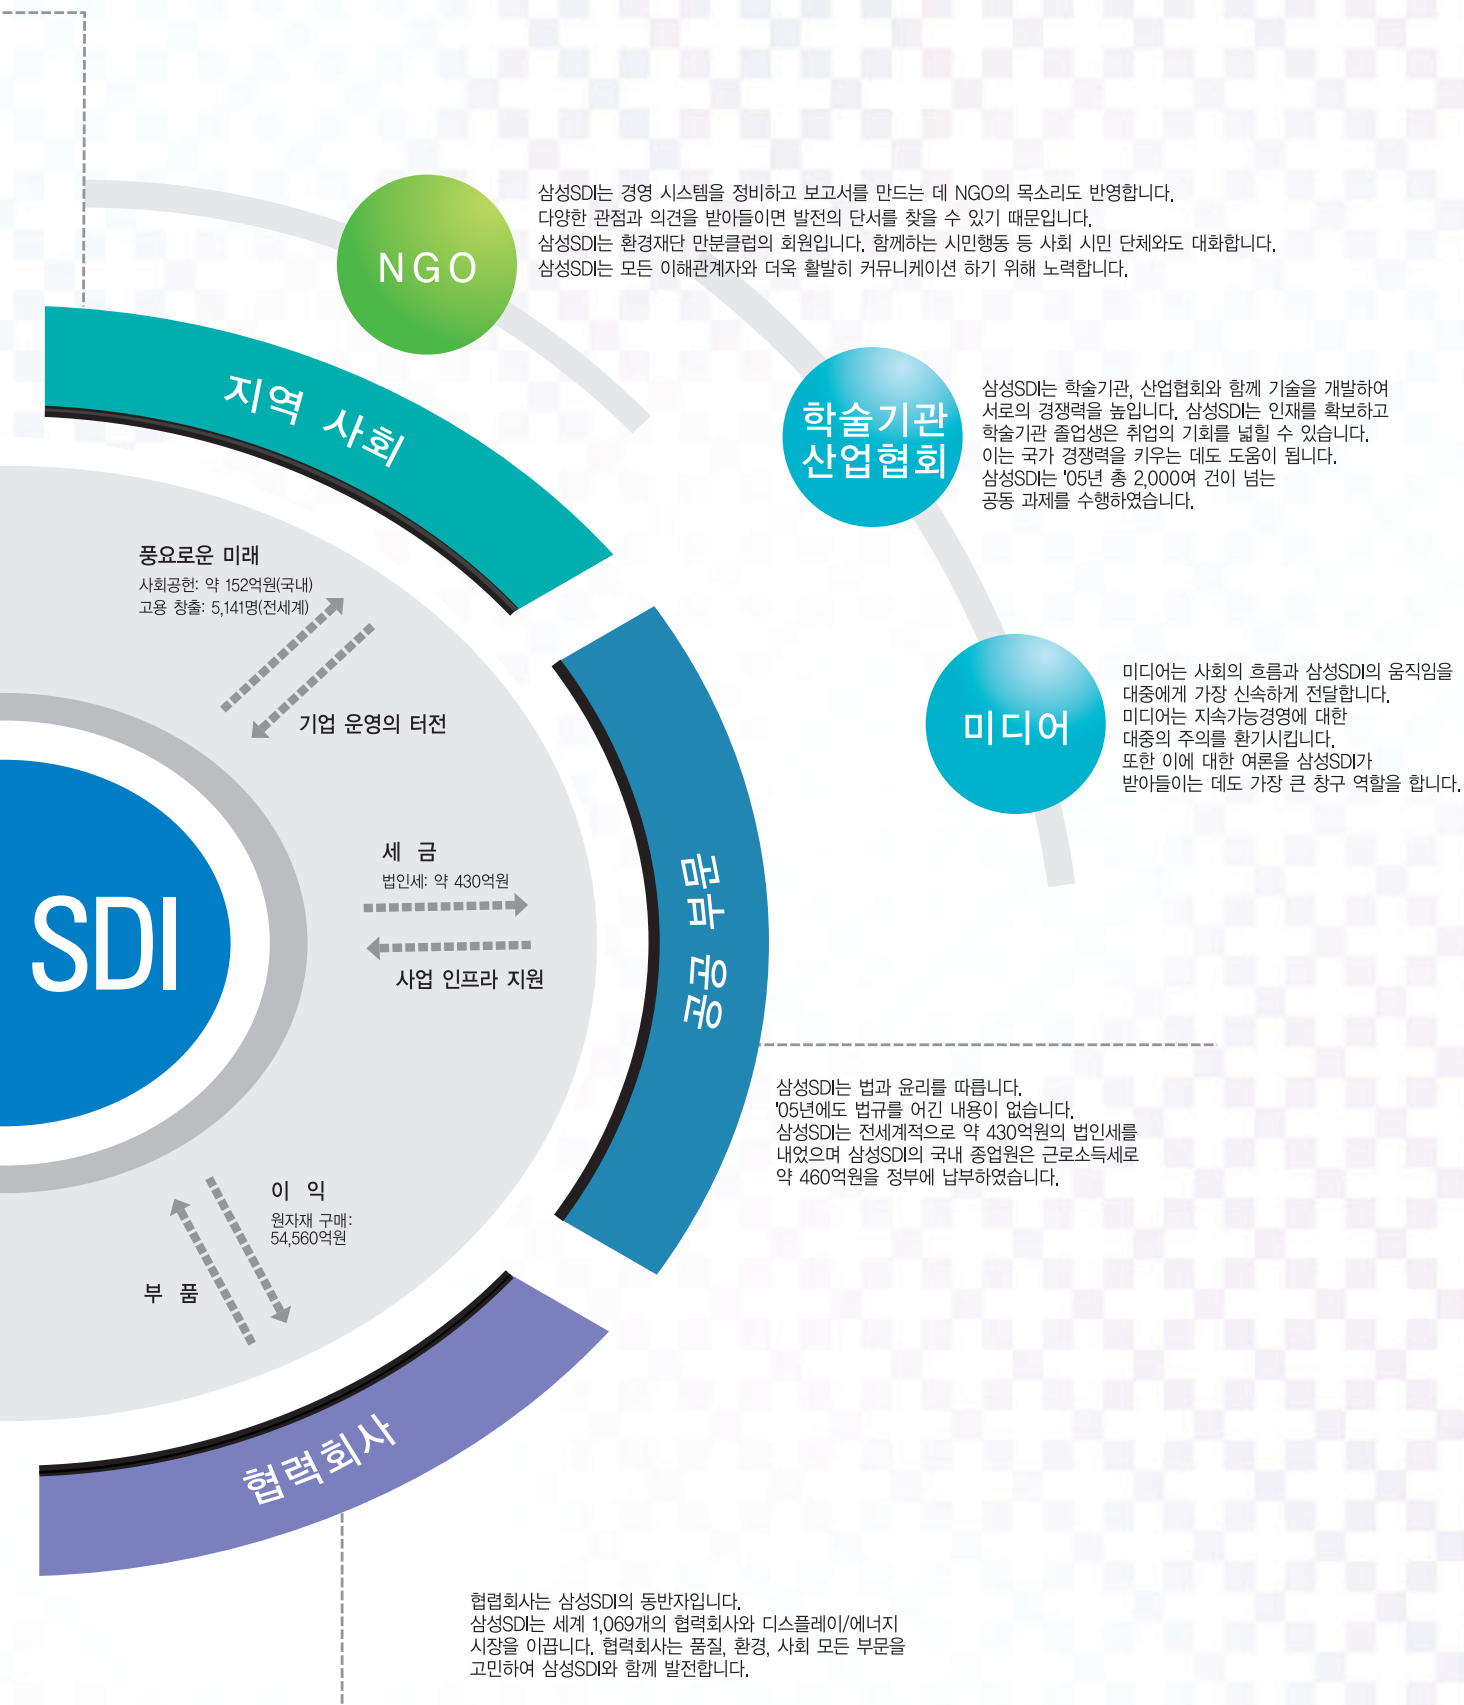 NGO
삼성SDI는 경영 시스템을 정비하고 보고서를 만드는 데 NGO의 목소리도 반영합니다.
다양한 관점과 의견을 받아들이면 발전의 단서를 찾을 수 있기 때문입니다.
삼성SDI는 환경재단 만분클럽의 회원입니다. 함께하는 시민행동 등 사회 시민 단체와도 대화합니다.
삼성SDI는 모든 이해관계자와 더욱 활발히 커뮤니케이션 하기 위해 노력합니다.
학술기관
산업협회
삼성SDI는 학술기관, 산업협회와 함께 기술을 개발하여
서로의 경쟁력을 높입니다. 삼성SDI는 인재를 확보하고
학술기관 졸업생은 취업의 기회를 넓힐 수 있습니다.
이는 국가 경쟁력을 키우는 데도 도움이 됩니다.
삼성SDI는 '05년 총 2,000여 건이 넘는
공동 과제를 수행하였습니다.
미디어
미디어는 사회의 흐름과 삼성SDI의 움직임을
대중에게 가장 신속하게 전달합니다.
미디어는 지속가능경영에 대한
대중의 주의를 환기시킵니다.
또한 이에 대한 여론을 삼성SDI가
받아들이는 데도 가장 큰 창구 역할을 합니다.
지역 사회
풍요로운 미래
사회공헌: 약 152억원(국내)
고용 창출: 5,141명(전세계)
기업 운영의 터전
세 금
법인세: 약 430억원
사업 인프라 지원
공공 부문
SDI
삼성SDI는 법과 윤리를 따릅니다.
'05년에도 법규를 어긴 내용이 없습니다.
삼성SDI는 전세계적으로 약 430억원의 법인세를
내었으며 삼성SDI의 국내 종업원은 근로소득세로
약 460억원을 정부에 납부하였습니다.
이 익
원자재 구매:
54,560억원
부 품
협력회사
협렵회사는 삼성SDI의 동반자입니다.
삼성SDI는 세계 1,069개의 협력회사와 디스플레이/에너지
시장을 이끕니다. 협력회사는 품질, 환경, 사회 모든 부문을
고민하여 삼성SDI와 함께 발전합니다.